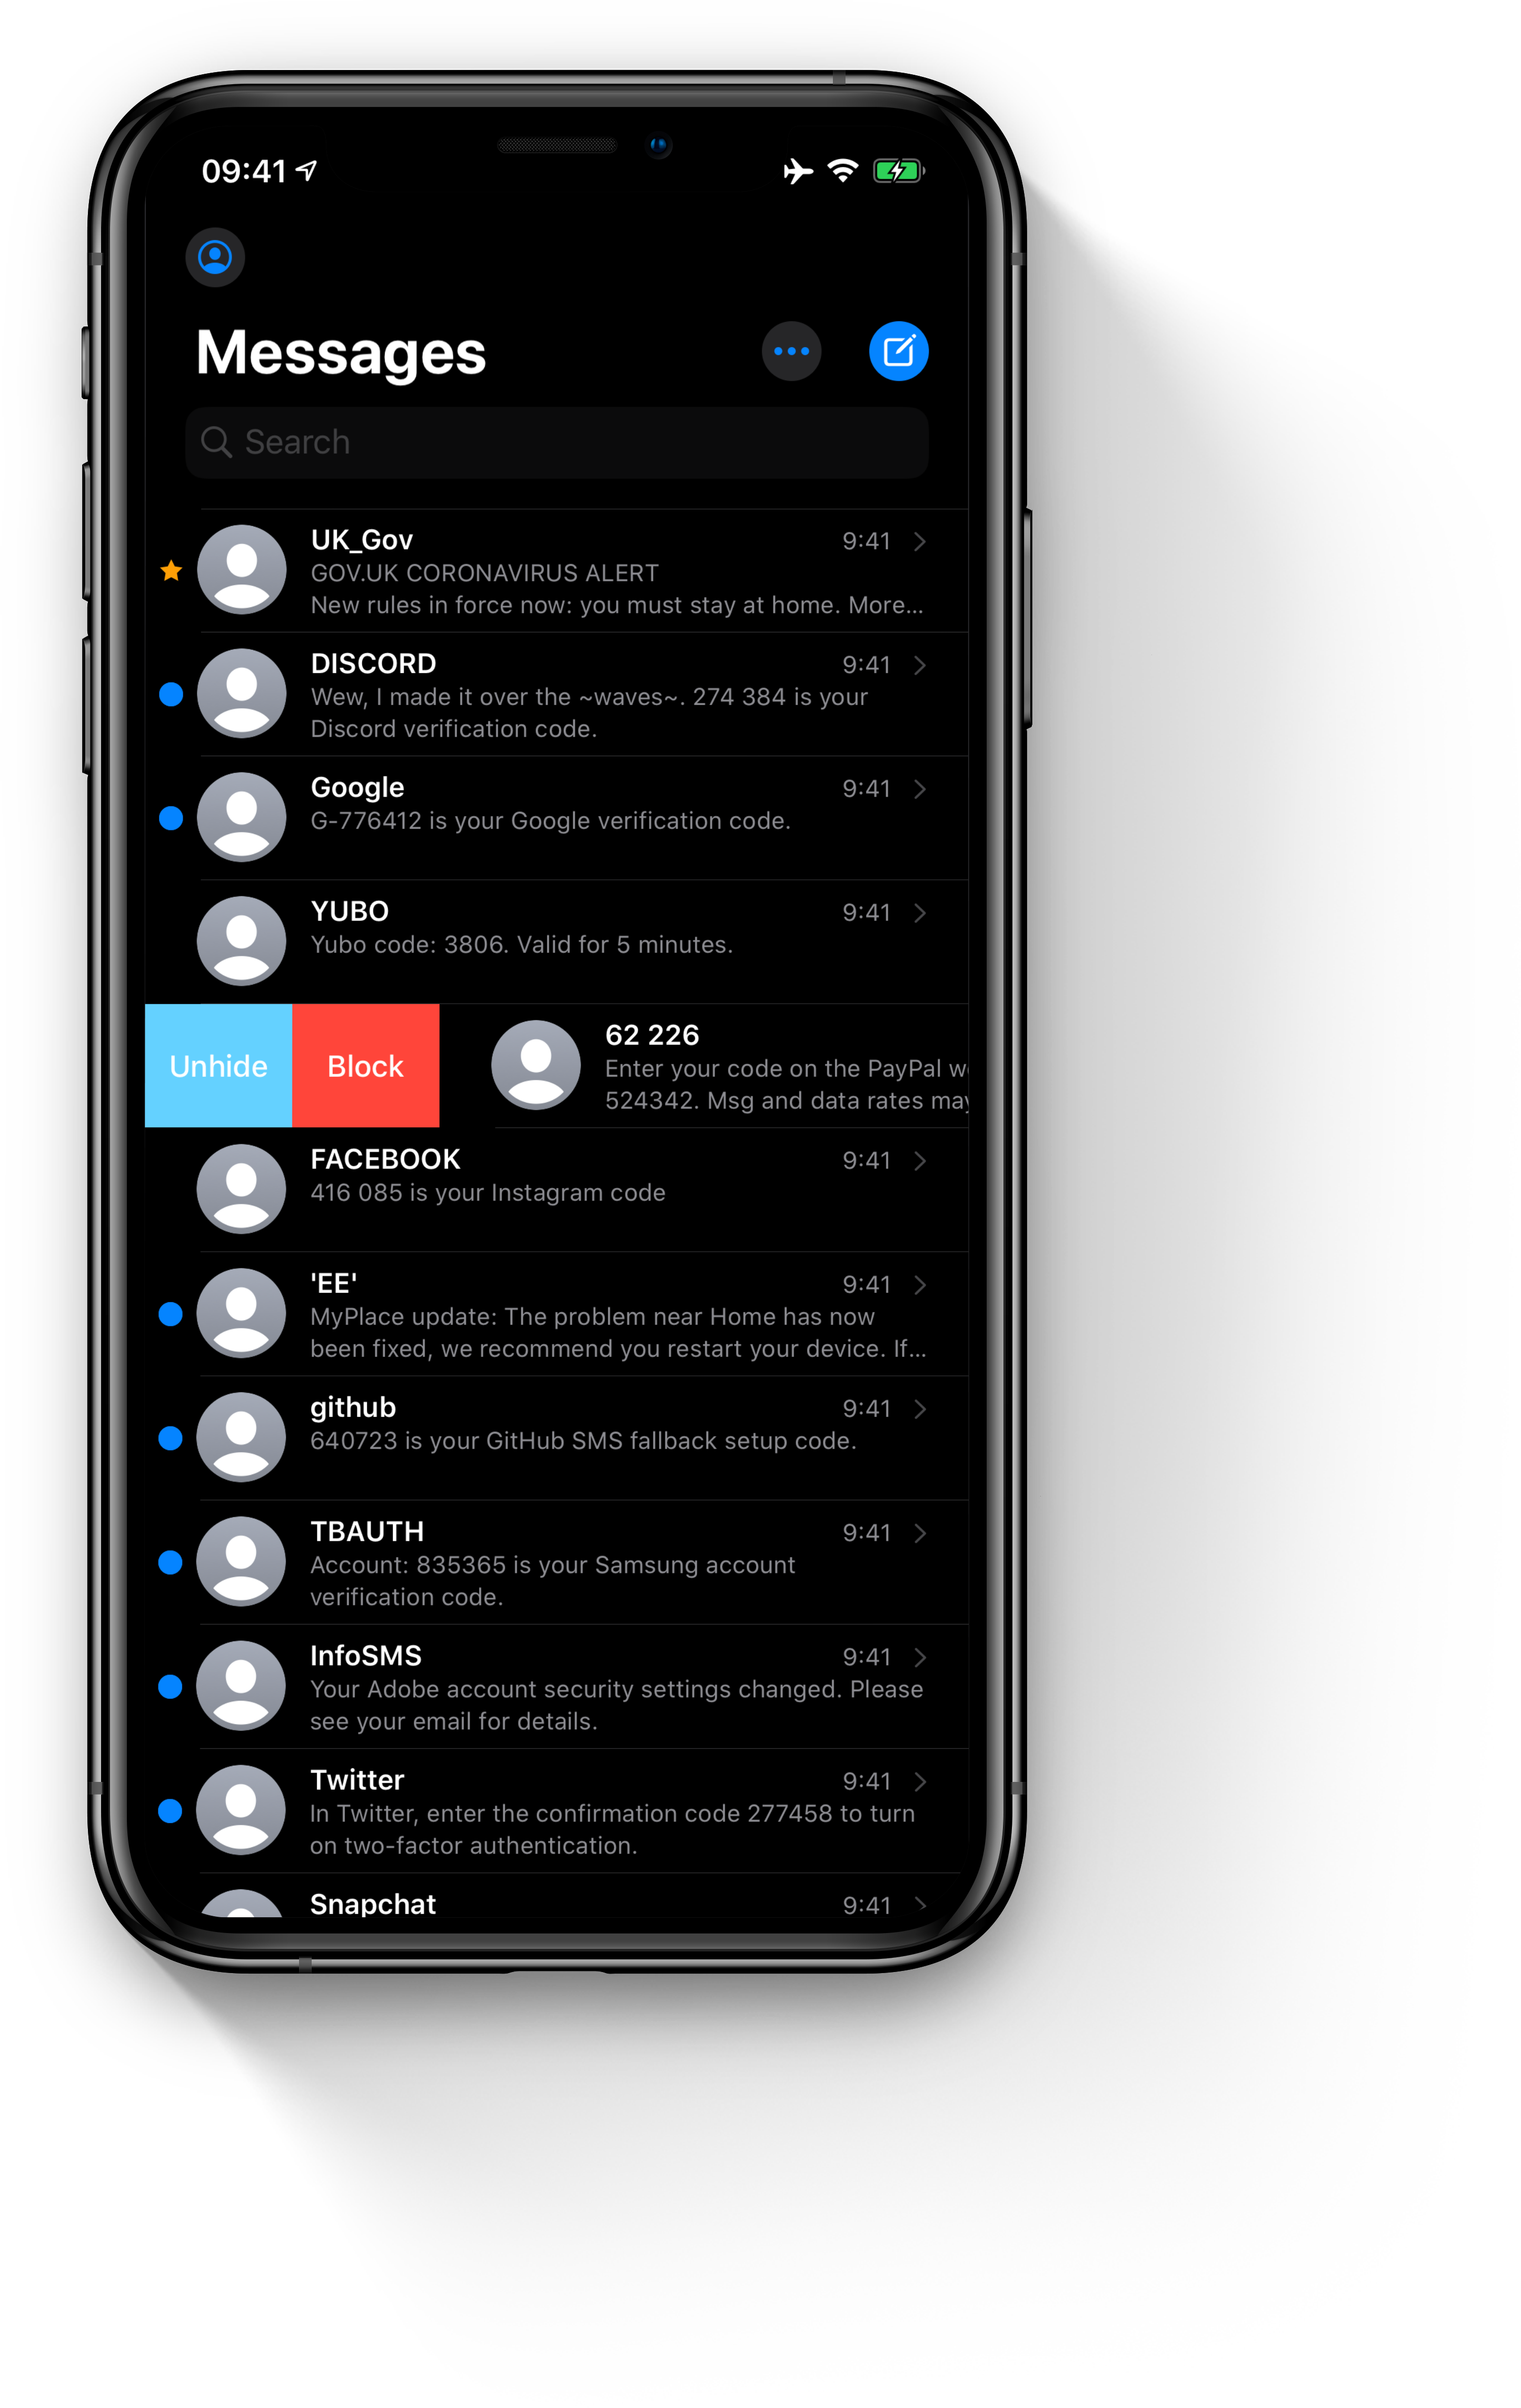 09:41
Messages
Search
UK_Gov 9:41
GOV.UK CORONAVIRUS ALERT
New rules in force now: you must stay at home. More...
DISCORD 9:41
Wew, I made it over the ~waves~. 274 384 is your
Discord verification code.
Google 9:41
G-776412 is your Google verification code.
YUBO 9:41
Yubo code: 3806. Valid for 5 minutes.
Unhide Block
62 226
Enter your code on the PayPal
524342. Msg and data rates may
FACEBOOK 9:41
416 085 is your Instagram code
'EE' 9:41
MyPlace update: The problem near Home has now
been fixed, we recommend you restart your device. If...
github 9:41
640723 is your GitHub SMS fallback setup code.
TBAUTH 9:41
Account: 835365 is your Samsung account
verification code.
InfoSMS 9:41
Your Adobe account security settings changed. Please
see your email for details.
Twitter 9:41
In Twitter, enter the confirmation code 277458 to turn
on two-factor authentication.
Snapchat 9:41